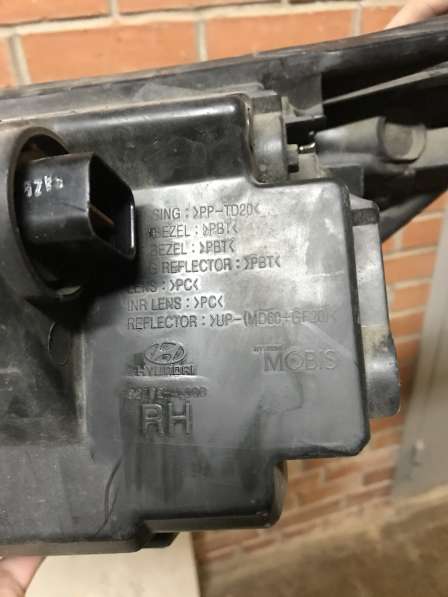 SING : >PP-TD20<
BEZEL : >PBT<
BEZEL : >PBT<
G REFLECTOR : >PBT<
LENS : >PC<
INR LENS : >PC<
REFLECTOR : >UP-(MD60+GF20)<
HYUNDAI
HYUNDAI
MOBIS
RH